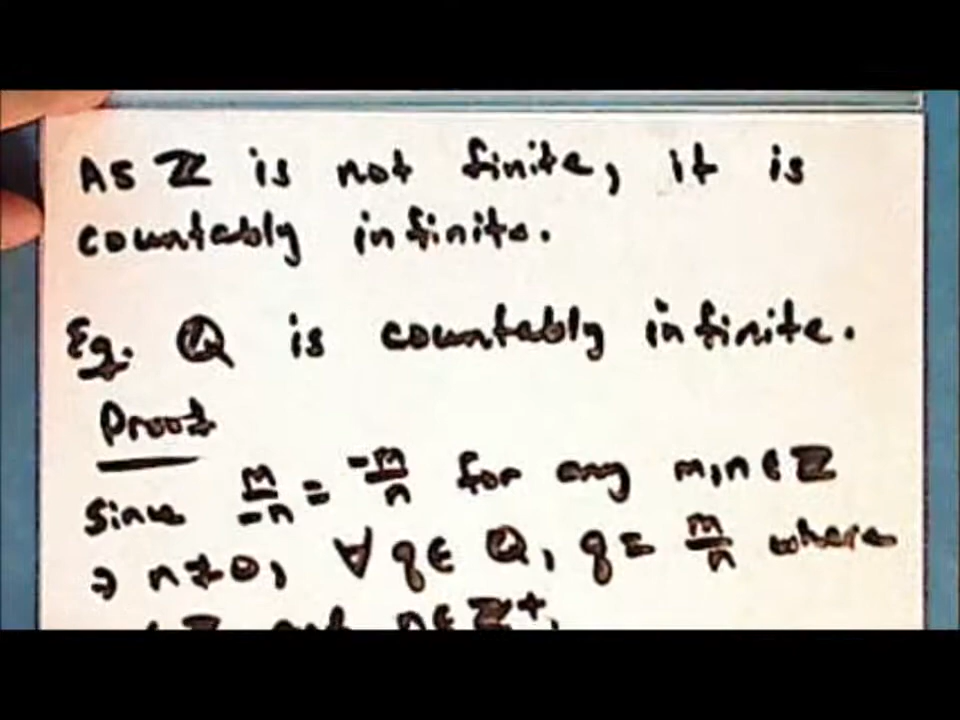 As ℤ is not finite, it is
countably infinite.
Eg. ℚ is countably infinite.
Proof
Since m/-n = -m/n for any m,n∈ℤ
∋ n≠0, ∀ q∈ ℚ, q = m/n where
n∈ℤ⁺.